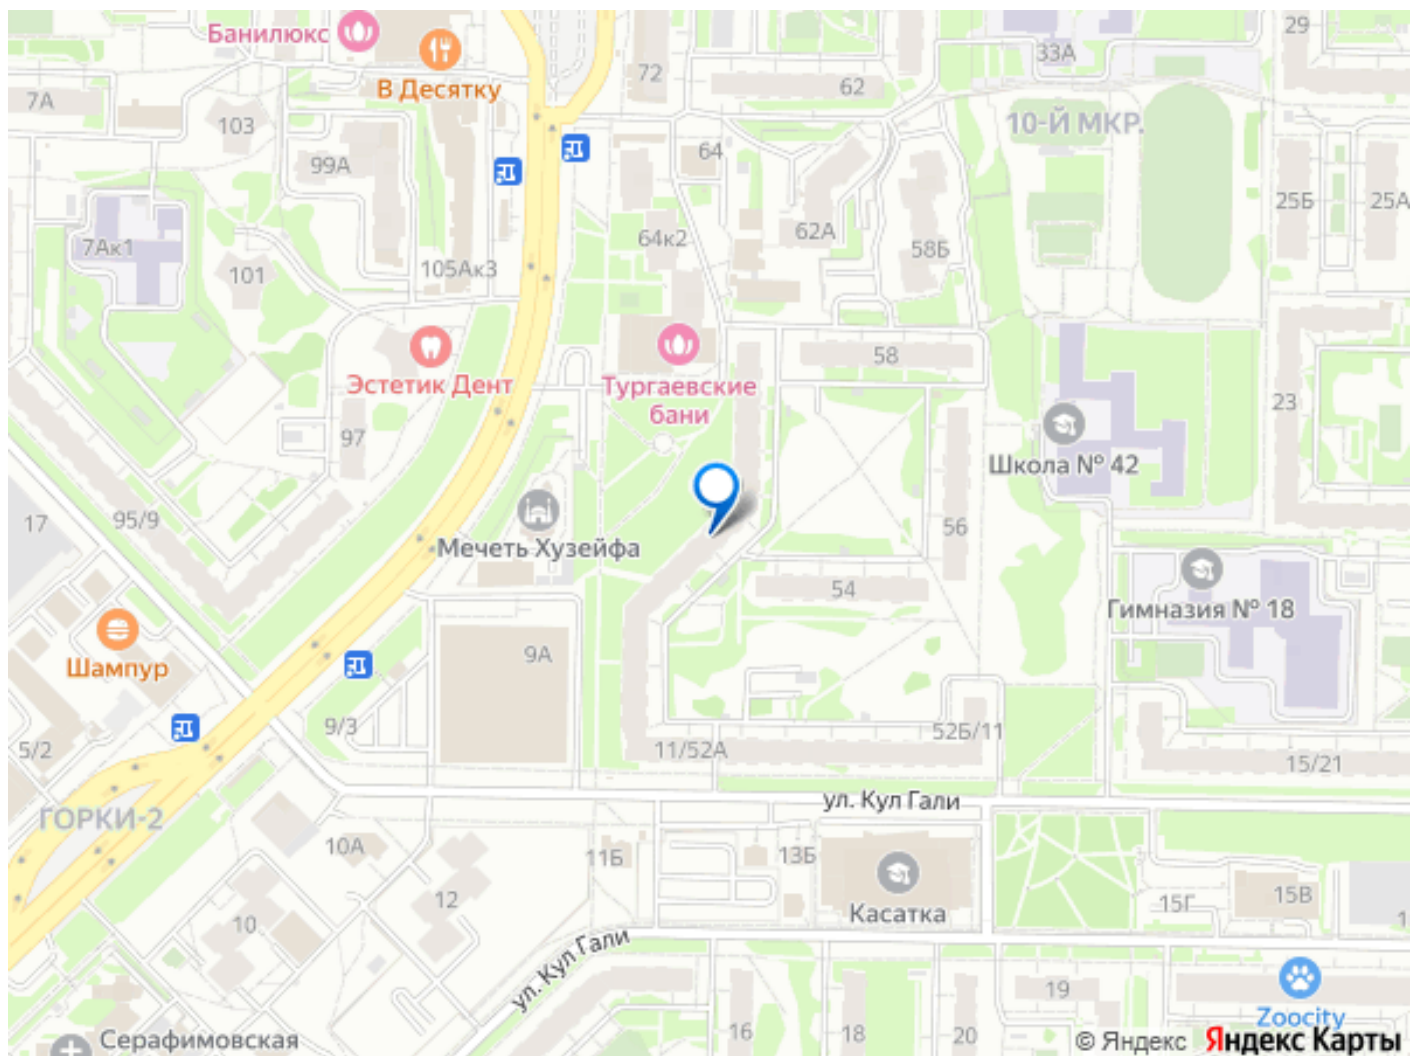 Банилюкс
В Десятку
7А
103
99А
7Ак1
101
105Ак3
72
62
64
64к2
62А
58Б
33А
29
10-Й МКР.
25Б
25А
Эстетик Дент
97
Тургаевские
бани
58
23
Школа № 42
17
95/9
Мечеть Хузейфа
56
54
Гимназия № 18
Шампур
9А
9/3
5/2
11/52А
52Б/11
15/21
ГОРКИ-2
ул. Кул Гали
10А
11Б
13Б
12
10
Касатка
15Г
15В
1
ул. Кул Гали
19
Zoocity
16
18
20
Серафимовская
© Яндекс Яндекс Карты